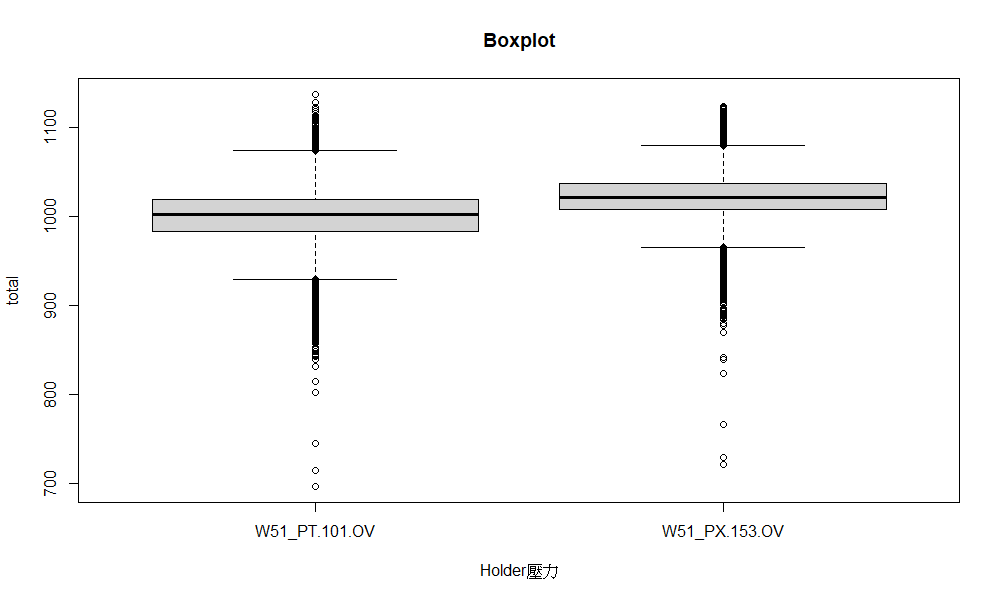 Boxplot
total
1100
1000
900
800
700
W51_PT.101.OV
W51_PX.153.OV
Holder壓力